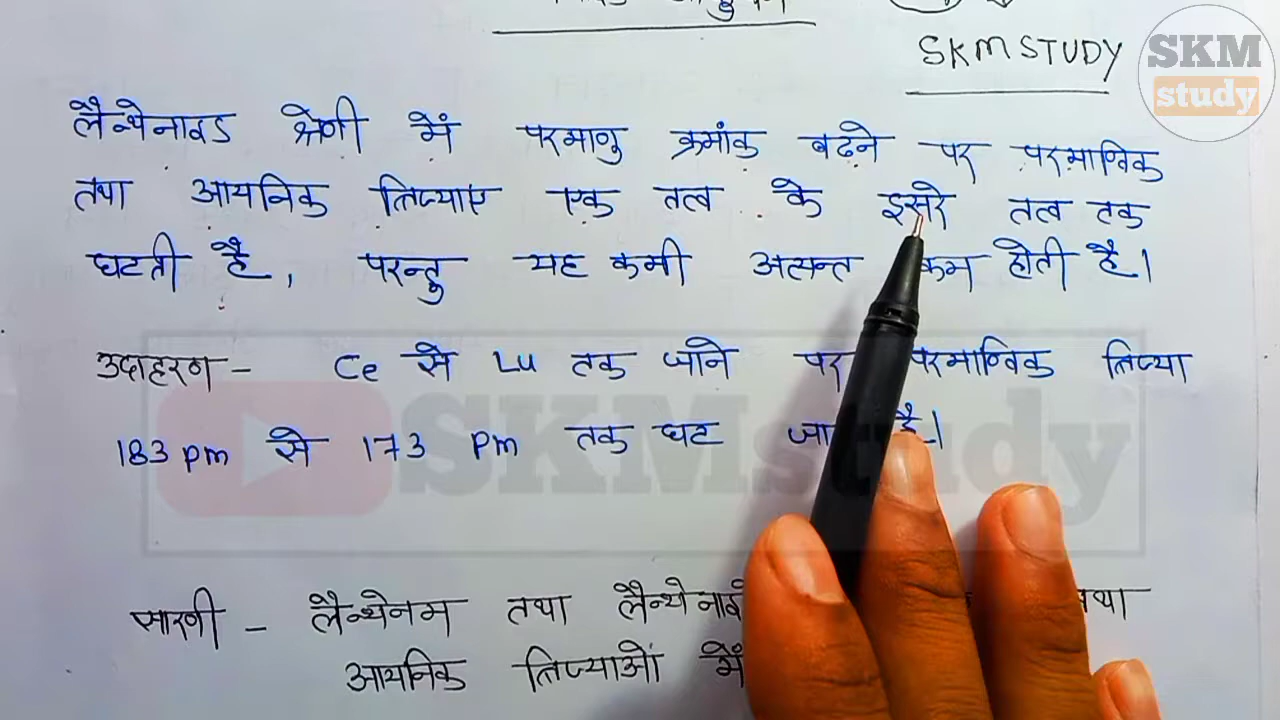 SKM STUDY
SKM
study
लैन्थेनाइड श्रेणी में परमाणु क्रमांक बढने पर परमाण्विक
तथा आयनिक त्रिज्याए एक तत्व के दूसरे तत्व तक
घटती है, परन्तु यह कमी अत्यन्त कम होती है।
उदाहरण - Ce से Lu तक जाने पर परमाण्विक त्रिज्या
183 pm से 173 pm तक घट है।
SKMstudy
सारणी - लैन्थेनम तथा
आयनिक त्रिज्याओं में